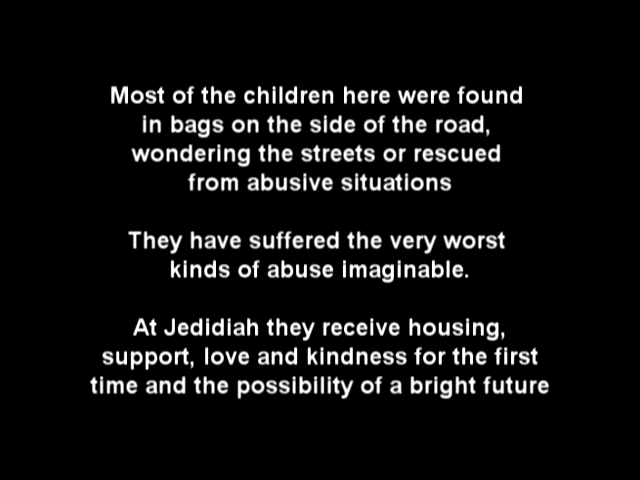 Most of the children here were found
in bags on the side of the road,
wondering the streets or rescued
from abusive situations
They have suffered the very worst
kinds of abuse imaginable.
At Jedidiah they receive housing,
support, love and kindness for the first
time and the possibility of a bright future